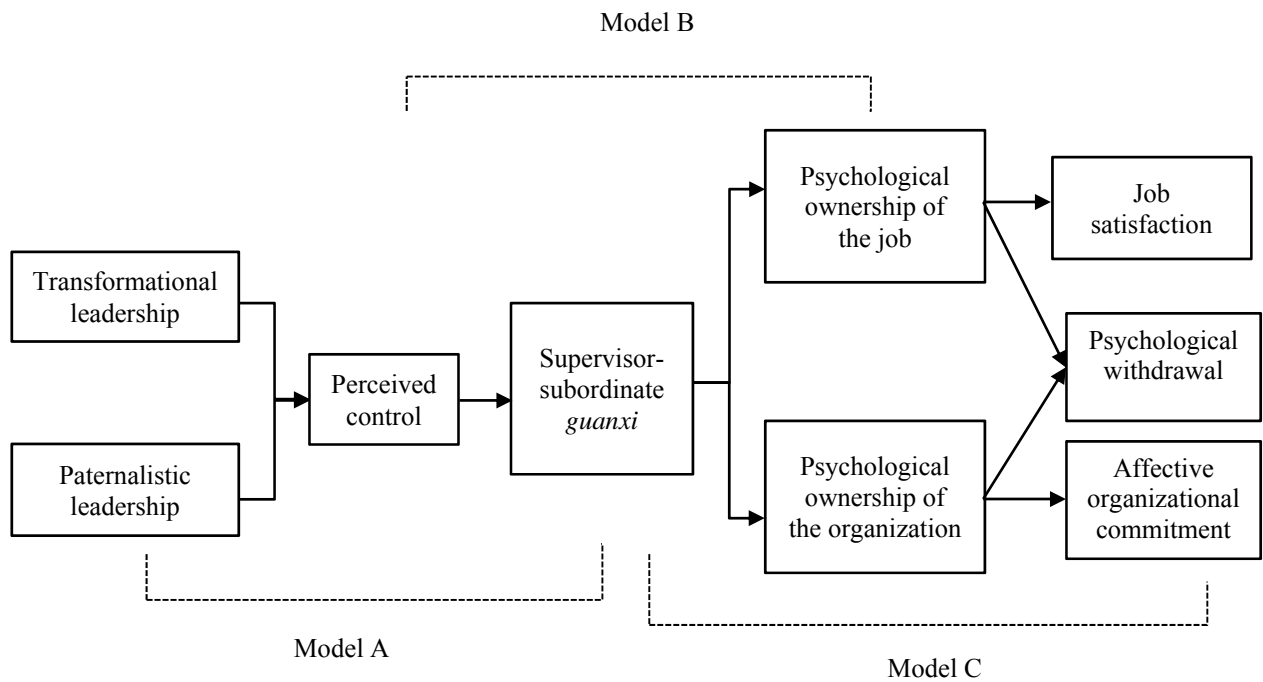 Model B
Transformational
leadership
Paternalistic
leadership
Perceived
control
Supervisor-
subordinate
guanxi
Psychological
ownership of
the job
Psychological
ownership of
the organization
Job
satisfaction
Psychological
withdrawal
Affective
organizational
commitment
Model A
Model C